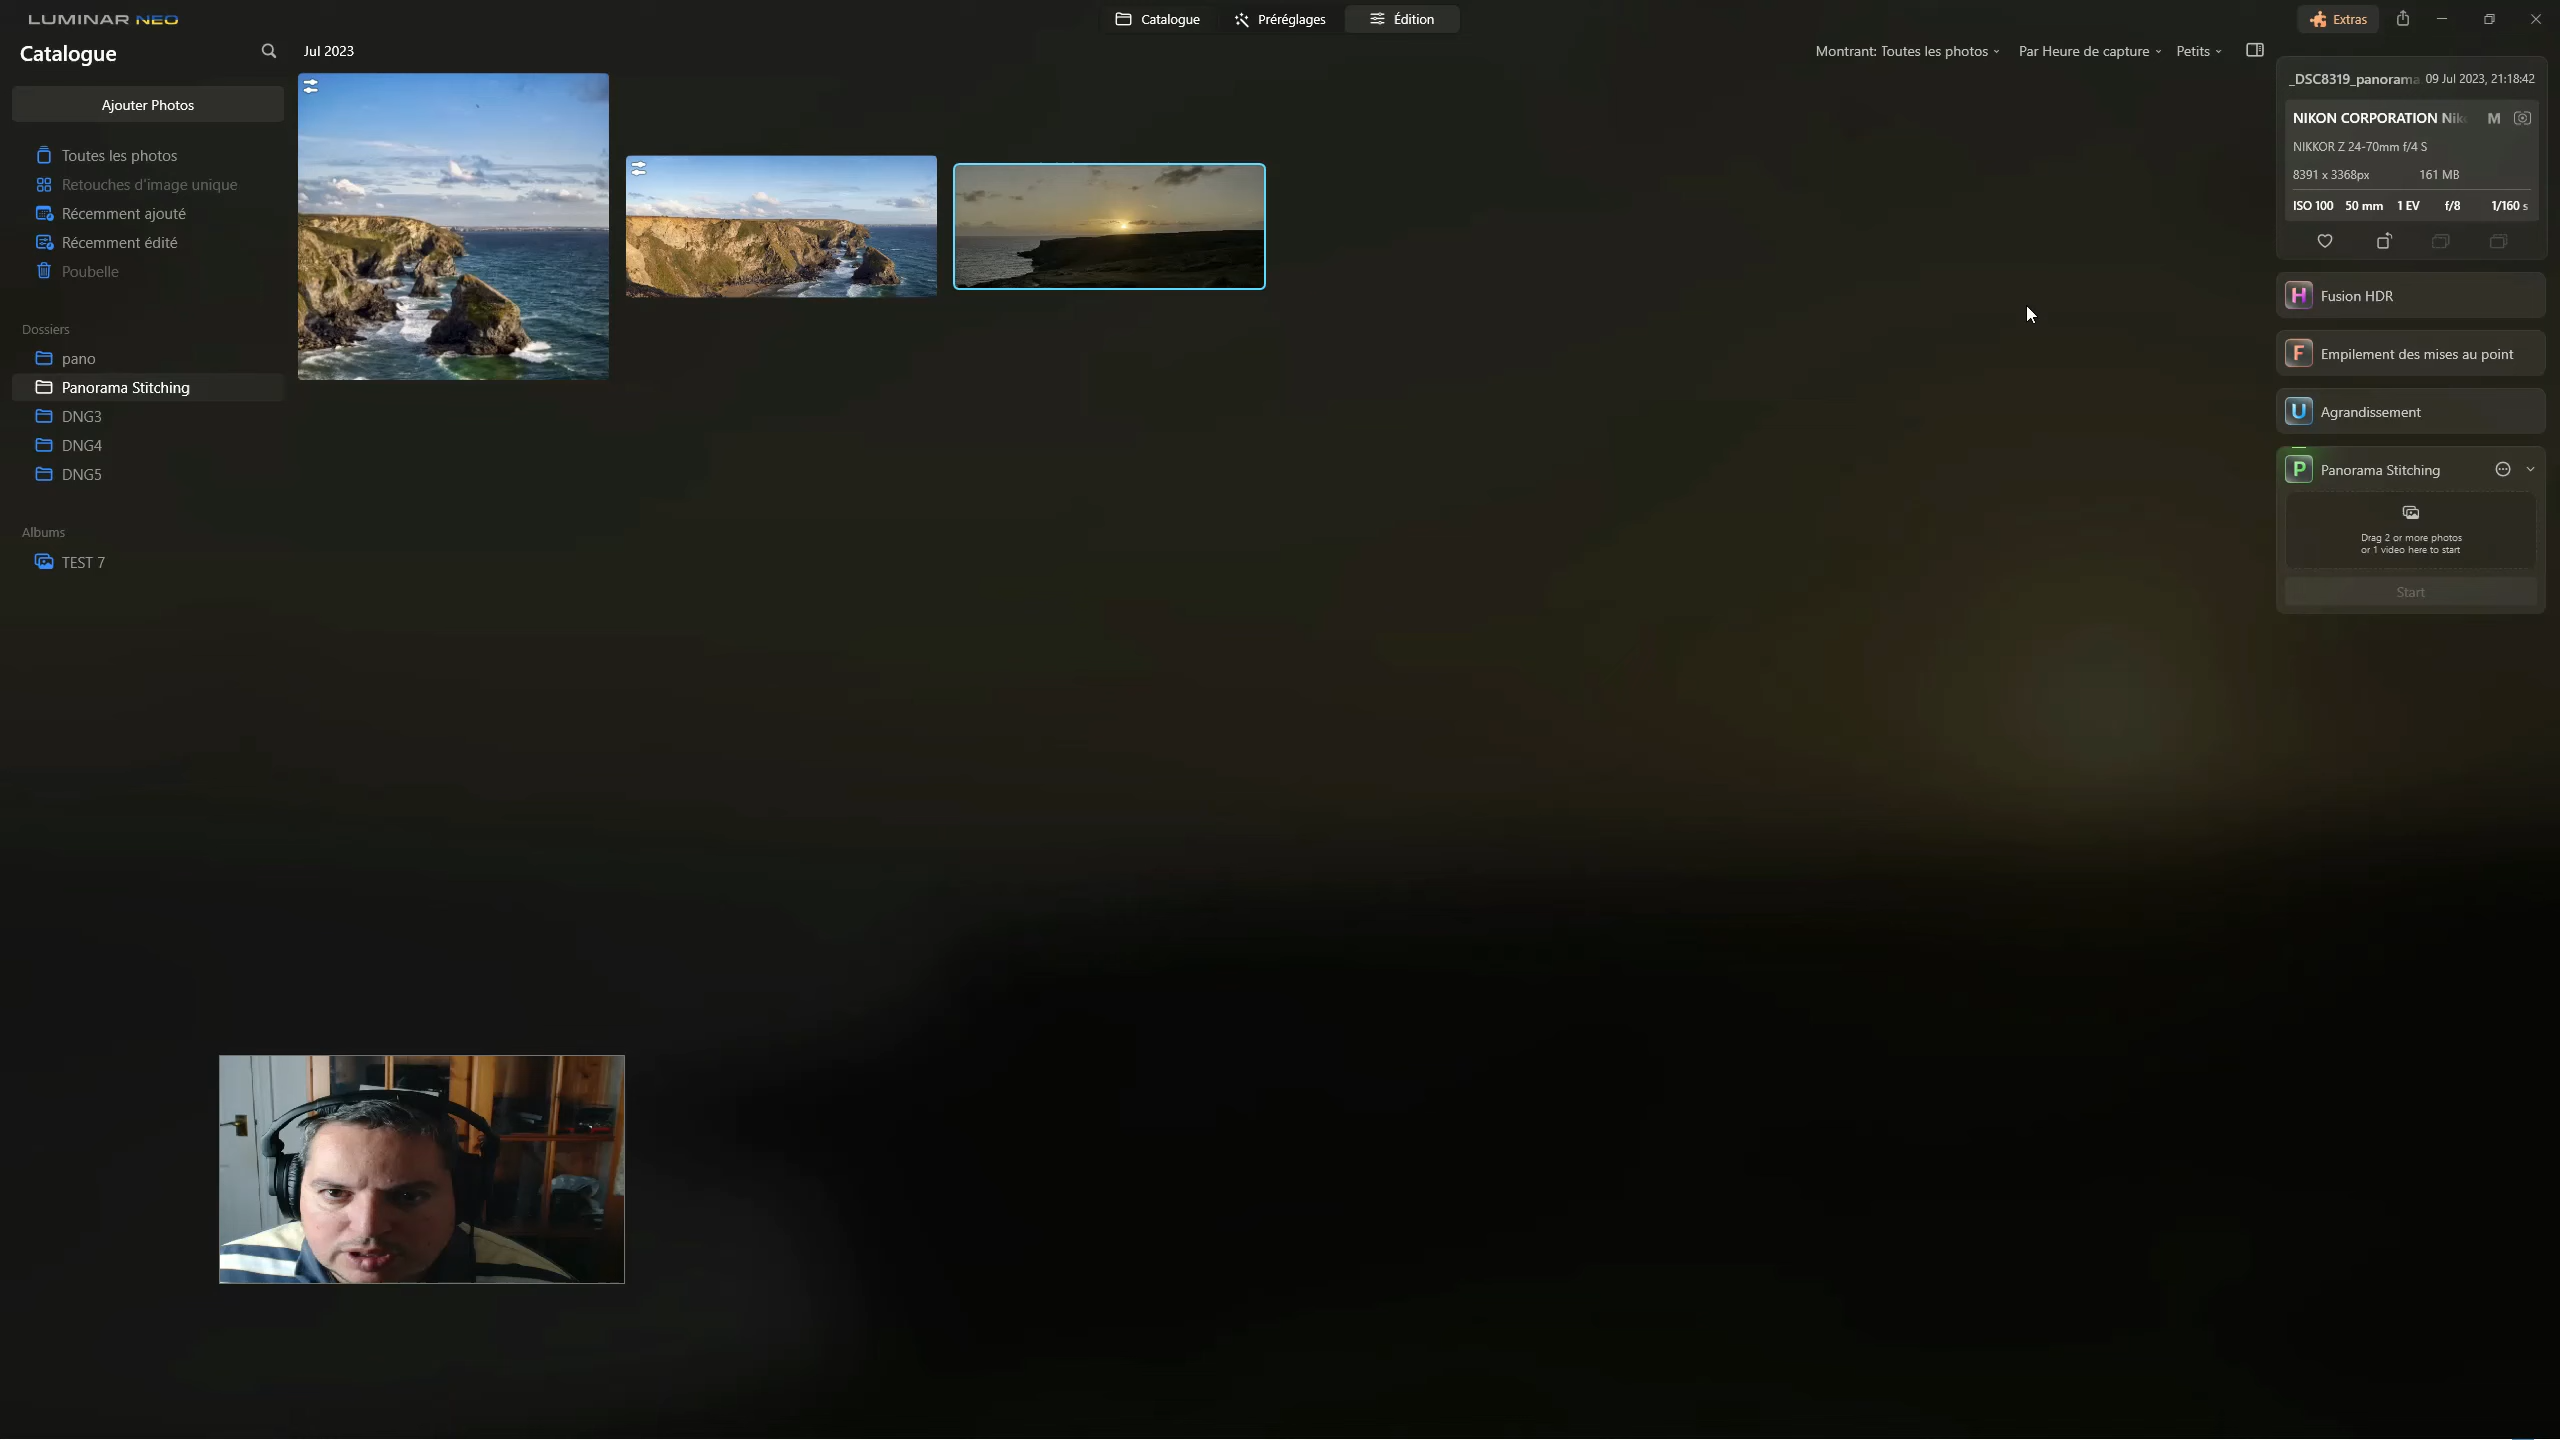 LUMINAR NEO
Catalogue
Préréglages
Édition
Extras
Catalogue
Jul 2023
Montrant: Toutes les photos
Par Heure de capture
Petits
Ajouter Photos
Toutes les photos
Retouches d'image unique
Récemment ajouté
Récemment édité
Poubelle
Dossiers
pano
Panorama Stitching
DNG3
DNG4
DNG5
Albums
TEST 7
_DSC8319_panorama 09 Jul 2023, 21:18:42
NIKON CORPORATION Nik M
NIKKOR Z 24-70mm f/4 S
8391 x 3368px 161 MB
ISO 100 50 mm 1 EV f/8 1/160 s
H Fusion HDR
F Empilement des mises au point
U Agrandissement
P Panorama Stitching
Drag 2 or more photos
or 1 video here to start
Start